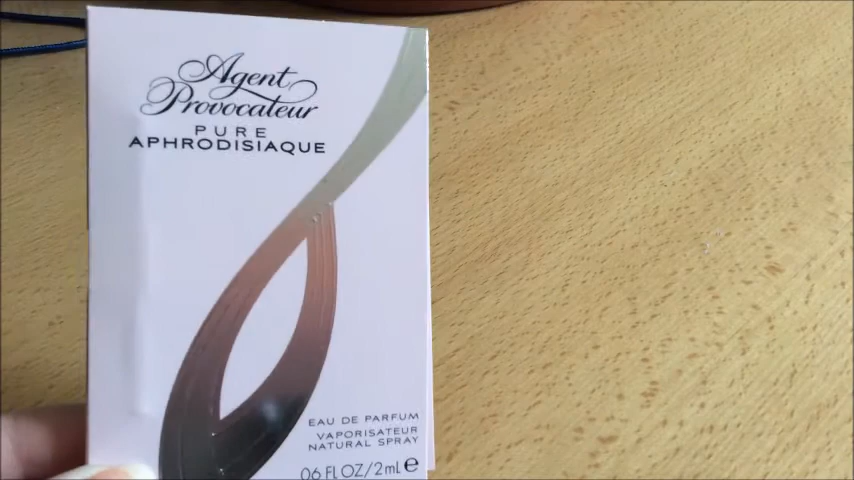 Agent
Provocateur
PURE
APHRODISIAQUE
EAU DE PARFUM
VAPORISATEUR
NATURAL SPRAY
.06 FL OZ/2mL e